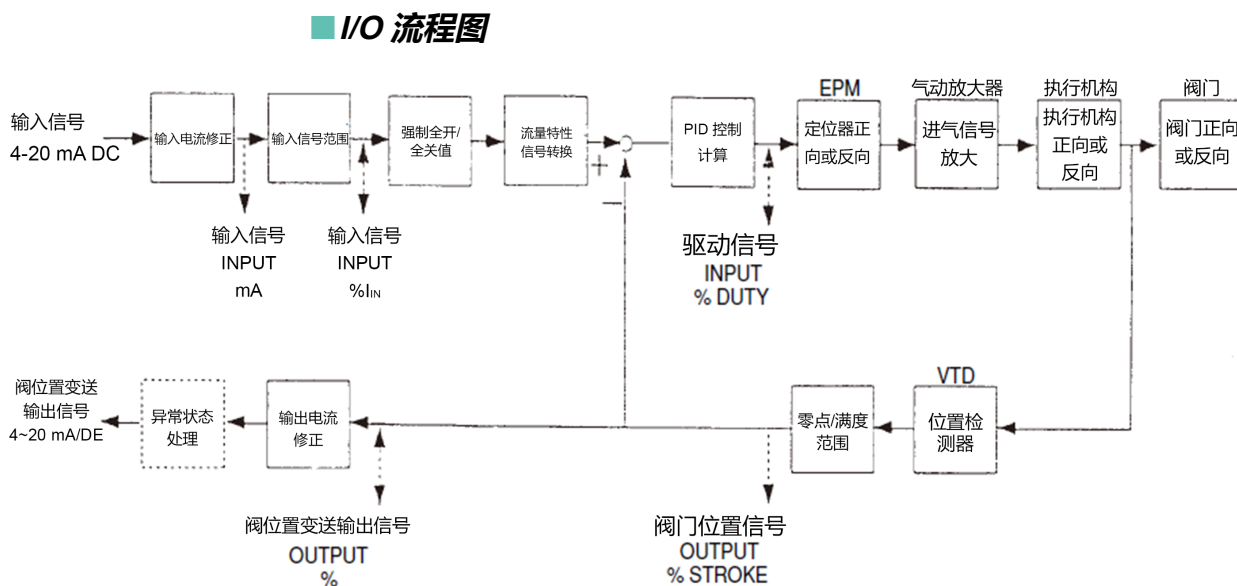 I/O 流程图
输入信号
4-20 mA DC
输入电流修正
输入信号范围
强制全开/
全关值
流量特性
信号转换
+
−
PID 控制
计算
EPM
定位器正
向或反向
气动放大器
进气信号
放大
执行机构
执行机构
正向或
反向
阀门
阀门正向
或反向
输入信号
INPUT
mA
输入信号
INPUT
%IIN
驱动信号
INPUT
% DUTY
阀位置变送
输出信号
4~20 mA/DE
异常状态
处理
输出电流
修正
零点/满度
范围
VTD
位置检
测器
阀位置变送输出信号
OUTPUT
%
阀门位置信号
OUTPUT
% STROKE